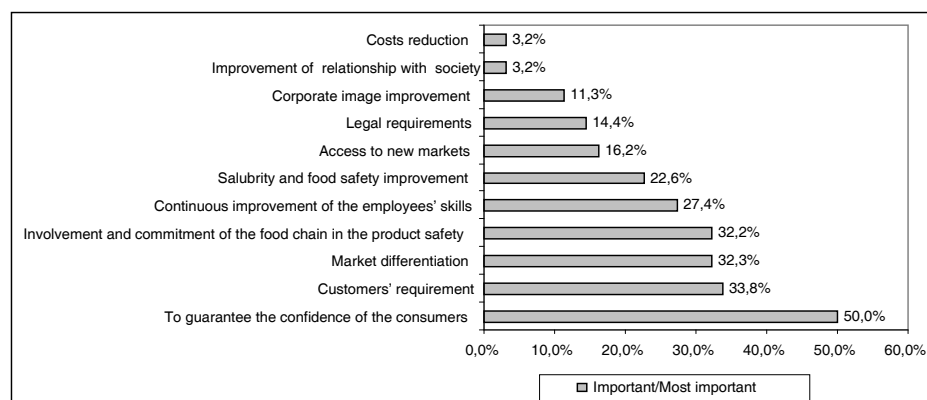 Costs reduction 3,2%
Improvement of relationship with society 3,2%
Corporate image improvement 11,3%
Legal requirements 14,4%
Access to new markets 16,2%
Salubrity and food safety improvement 22,6%
Continuous improvement of the employees' skills 27,4%
Involvement and commitment of the food chain in the product safety 32,2%
Market differentiation 32,3%
Customers' requirement 33,8%
To guarantee the confidence of the consumers 50,0%
0,0% 10,0% 20,0% 30,0% 40,0% 50,0% 60,0%
Important/Most important